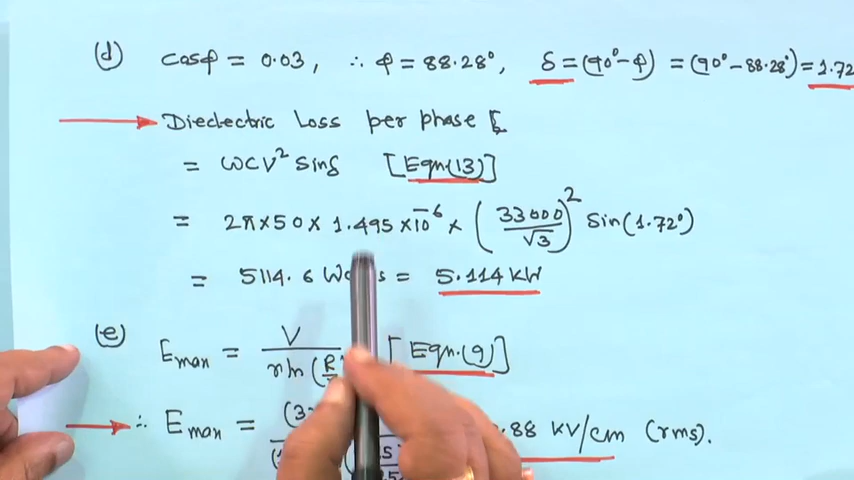 (d) cosφ = 0.03, ∴ φ = 88.28°, δ = (90° - φ) = (90° - 88.28°) = 1.72
Dielectric Loss per phase
= ωCV² Sinδ [Eqn.(13)]
= 2π×50×1.495×10⁻⁶ × (33000/√3)² Sin(1.72°)
= 5114.6 = 5.114 kW
(e) Emax = V / r ln (R [Eqn.(9)]
∴ Emax = .88 kV/cm (rms).